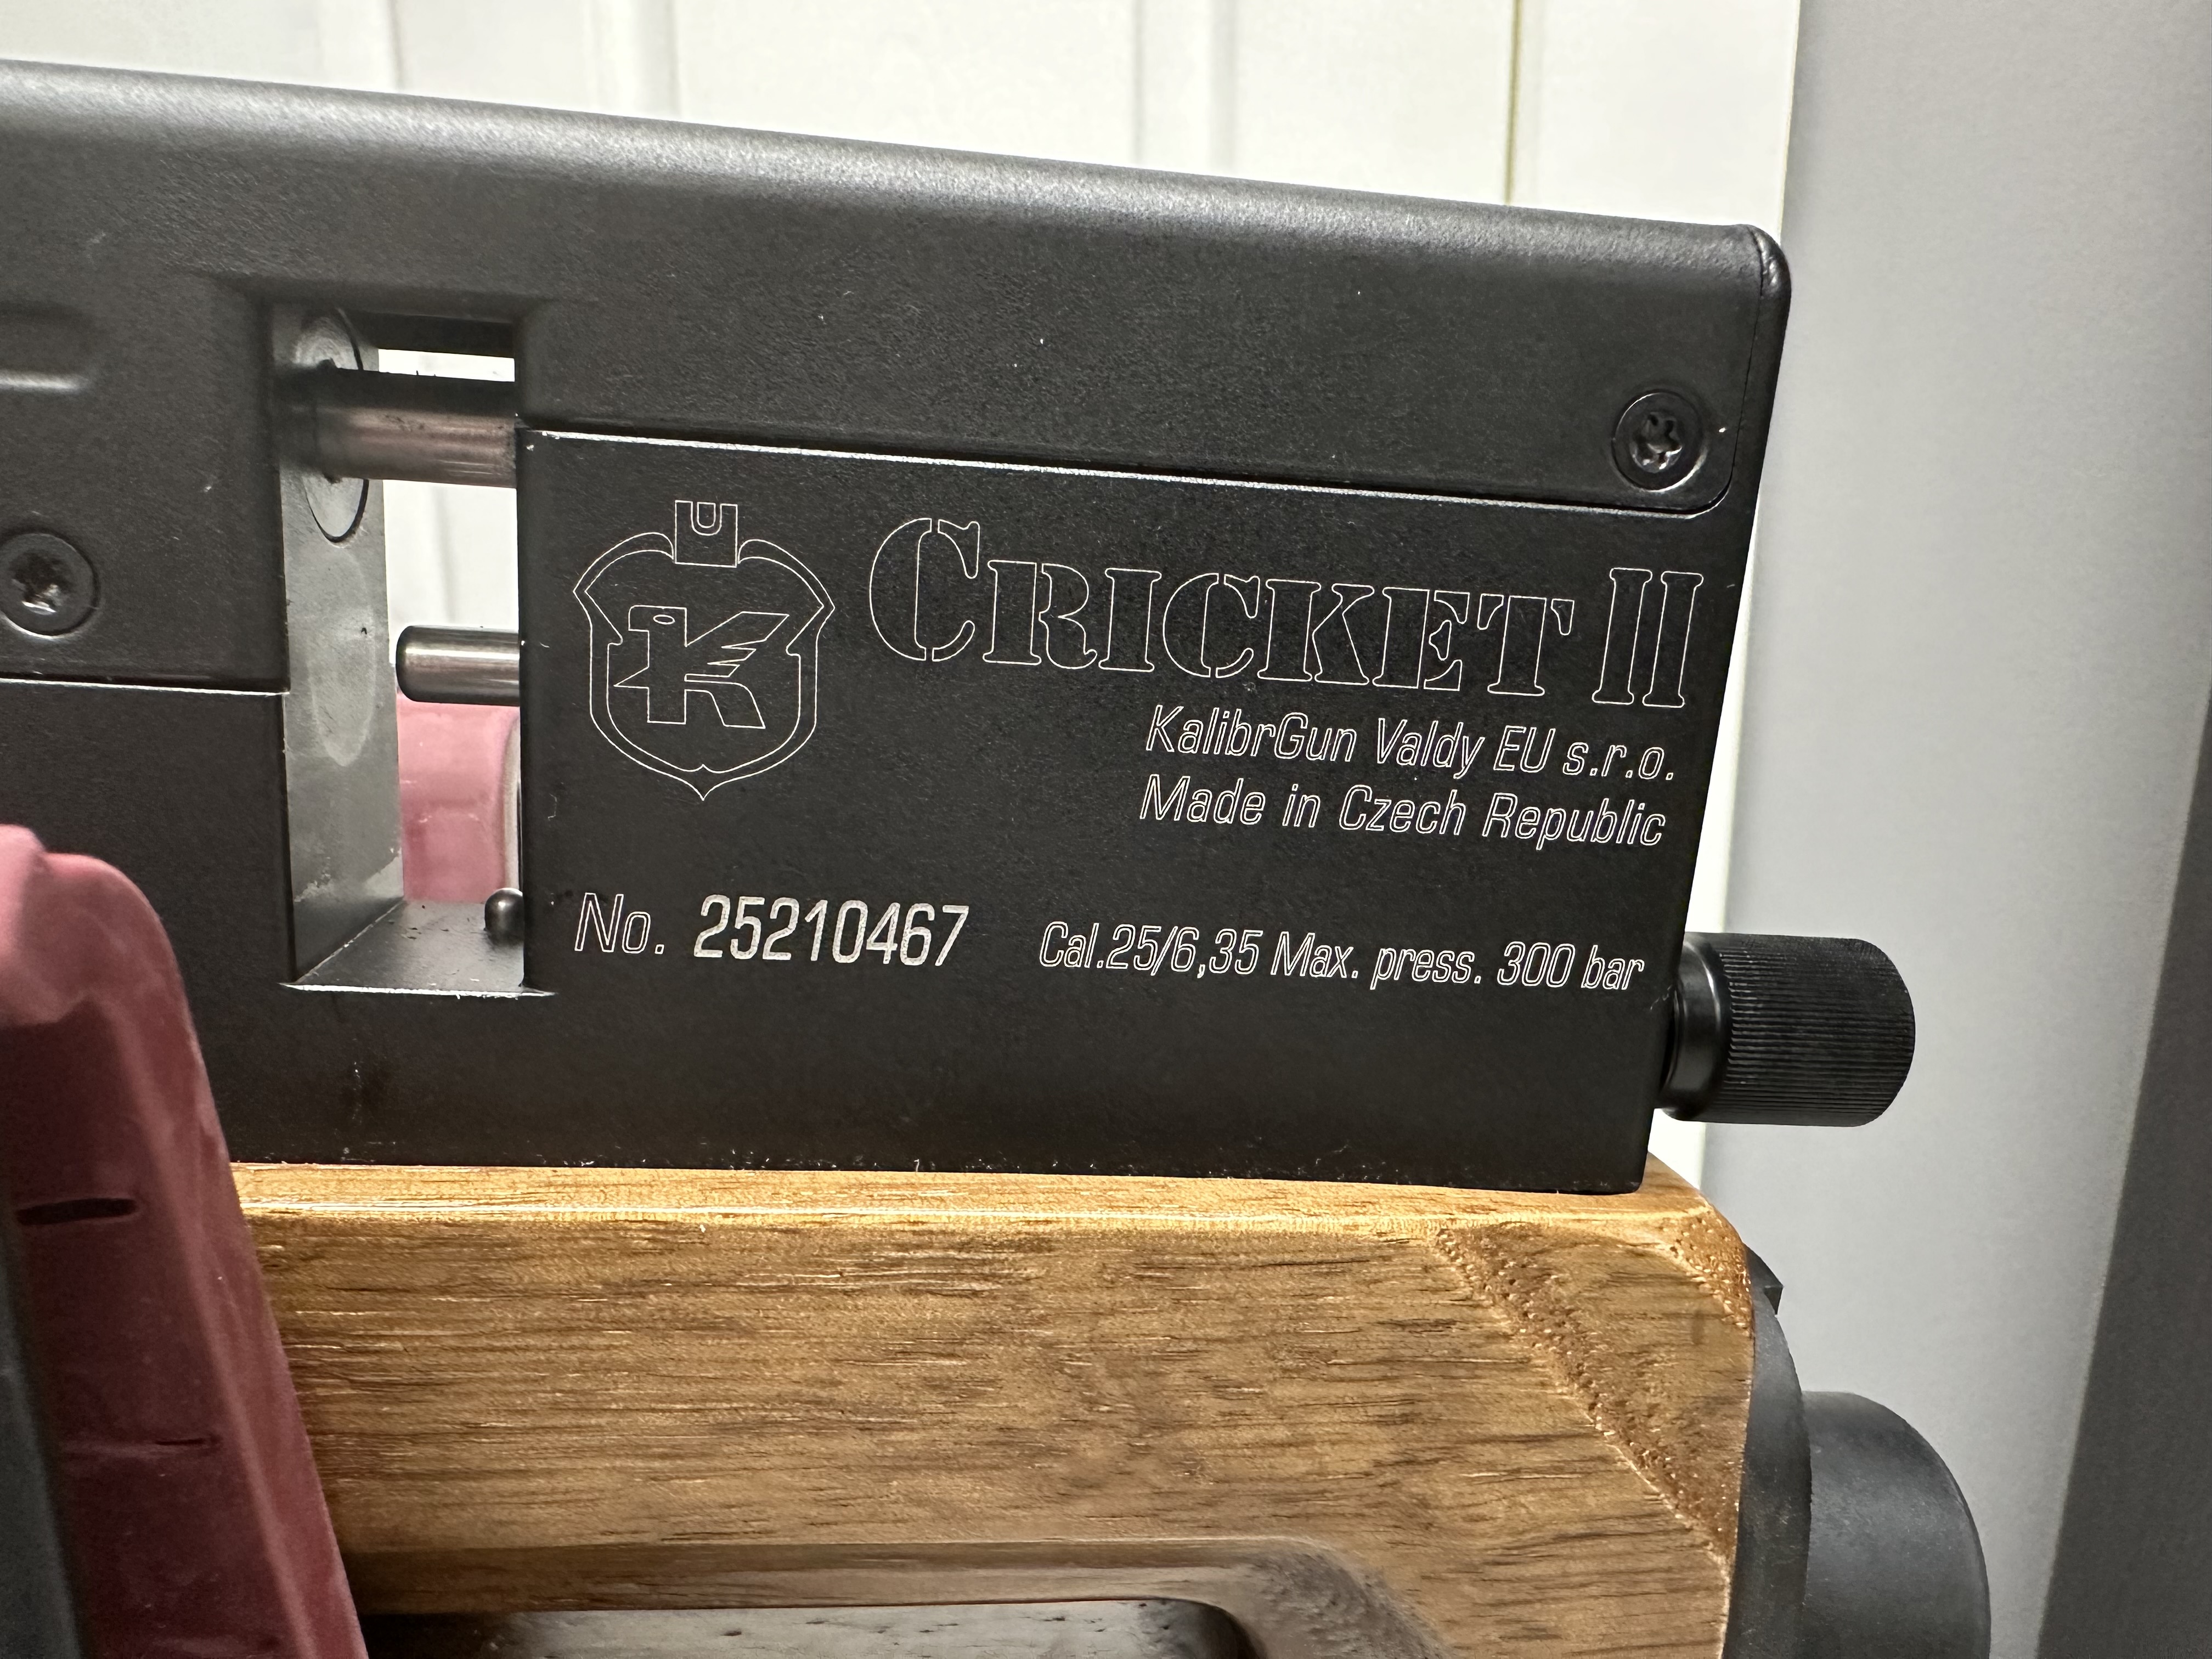 CRICKET II
KalibrGun Valdy EU s.r.o.
Made in Czech Republic
No. 25210467 Cal.25/6,35 Max. press. 300 bar